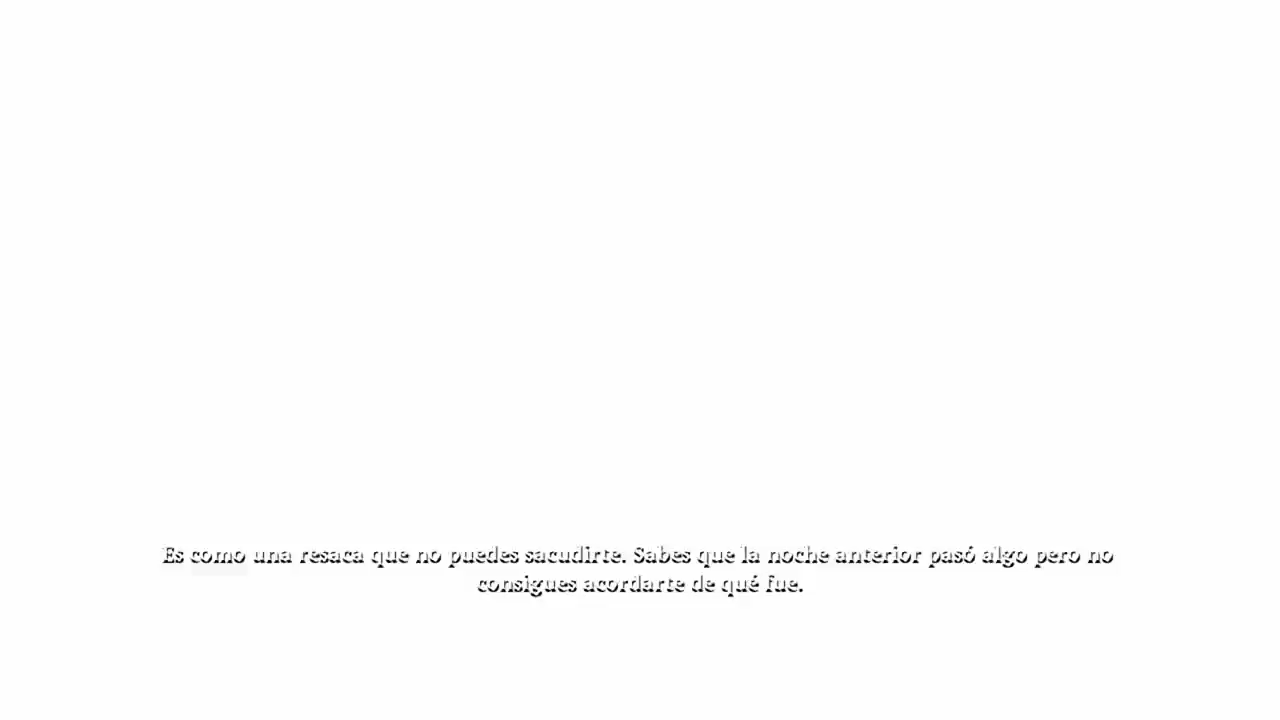 Es como una resaca que no puedes sacudirte. Sabes que la noche anterior pasó algo pero no
consigues acordarte de qué fue.